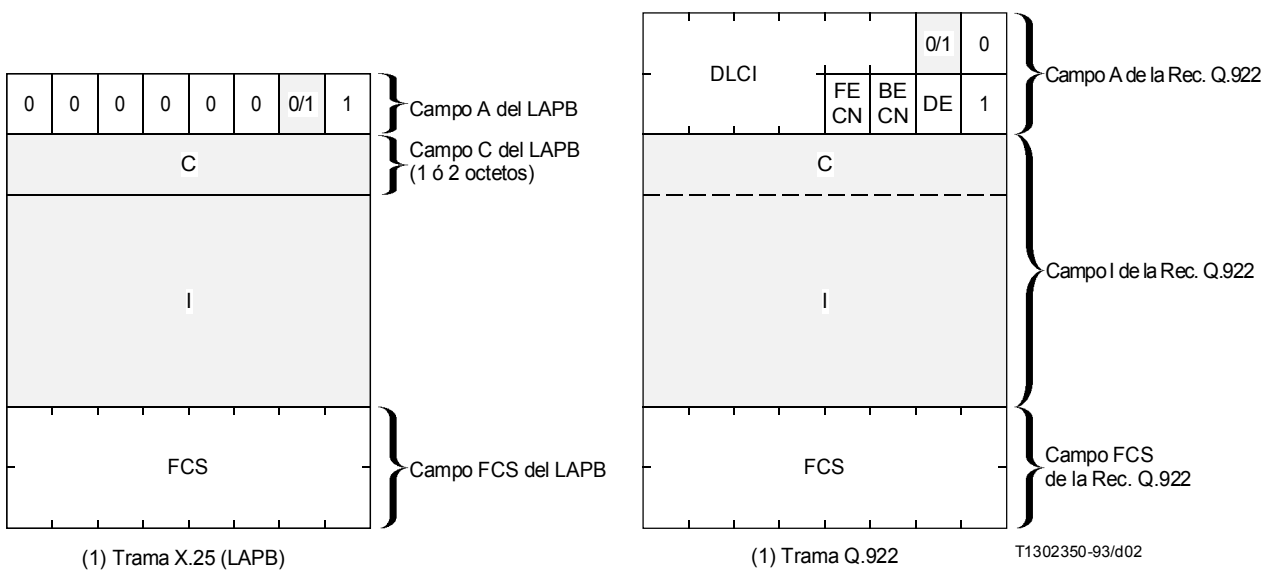 0 0 0 0 0 0 0/1 1
Campo A del LAPB
C
Campo C del LAPB
(1 ó 2 octetos)
I
FCS
Campo FCS del LAPB
(1) Trama X.25 (LAPB)
DLCI
0/1 0
FE
CN
BE
CN
DE 1
Campo A de la Rec. Q.922
C
I
Campo I de la Rec. Q.922
FCS
Campo FCS
de la Rec. Q.922
(1) Trama Q.922
T1302350-93/d02